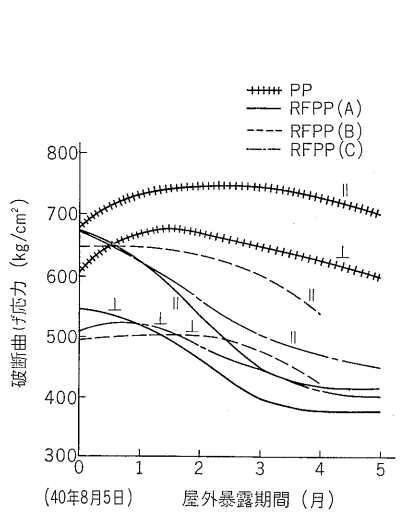 PP
RFPP(A)
RFPP(B)
RFPP(C)
破断曲げ応力 (kg/cm²)
800
700
600
500
400
300
∥
⊥
∥
∥
∥
⊥
⊥
⊥
0 1 2 3 4 5
(40年8月5日) 屋外暴露期間 (月)